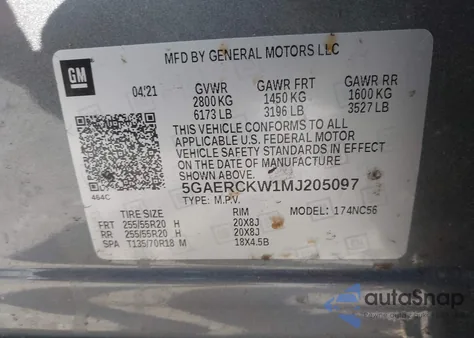 GM
MFD BY GENERAL MOTORS LLC
04/21 GVWR GAWR FRT GAWR RR
2800 KG 1450 KG 1600 KG
6173 LB 3196 LB 3527 LB
THIS VEHICLE CONFORMS TO ALL
APPLICABLE U.S. FEDERAL MOTOR
VEHICLE SAFETY STANDARDS IN EFFECT
ON THE DATE OF MANUFACTURE
SHOWN ABOVE.
464C 5GAERCKW1MJ205097
TYPE: M.P.V. MODEL: 174NC56
TIRE SIZE RIM
FRT 255/55R20 H 20X8J
RR 255/55R20 H 20X8J
SPA T135/70R18 M 18X4.5B
autoSnap